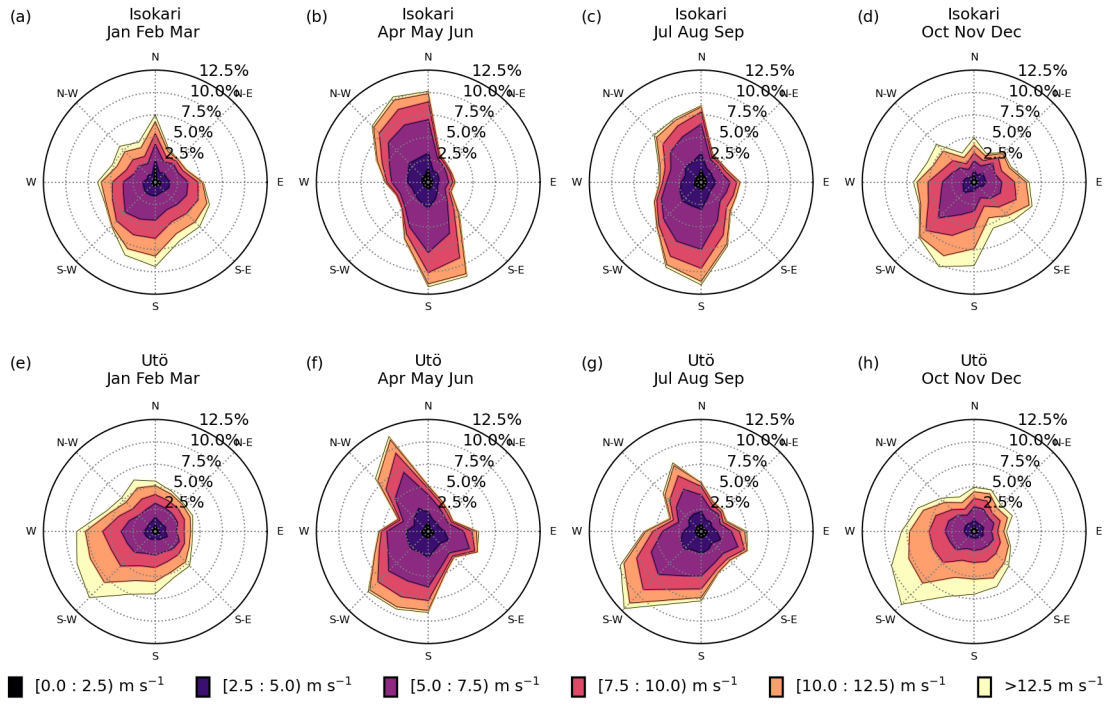 (a) Isokari (b) Isokari (c) Isokari (d) Isokari
Jan Feb Mar Apr May Jun Jul Aug Sep Oct Nov Dec
N N N N
12.5% 12.5% 12.5% 12.5%
N-W 10.0% N-E N-W 10.0% N-E N-W 10.0% N-E N-W 10.0% N-E
7.5% 7.5% 7.5% 7.5%
5.0% 5.0% 5.0% 5.0%
2.5% 2.5% 2.5% 2.5%
W E W E W E W E
S-W S-E S-W S-E S-W S-E S-W S-E
S S S S
(e) Utö (f) Utö (g) Utö (h) Utö
Jan Feb Mar Apr May Jun Jul Aug Sep Oct Nov Dec
N N N N
12.5% 12.5% 12.5% 12.5%
N-W 10.0% N-E N-W 10.0% N-E N-W 10.0% N-E N-W 10.0% N-E
7.5% 7.5% 7.5% 7.5%
5.0% 5.0% 5.0% 5.0%
2.5% 2.5% 2.5% 2.5%
W E W E W E W E
S-W S-E S-W S-E S-W S-E S-W S-E
S S S S
[0.0 : 2.5) m s⁻¹ [2.5 : 5.0) m s⁻¹ [5.0 : 7.5) m s⁻¹ [7.5 : 10.0) m s⁻¹ [10.0 : 12.5) m s⁻¹ >12.5 m s⁻¹